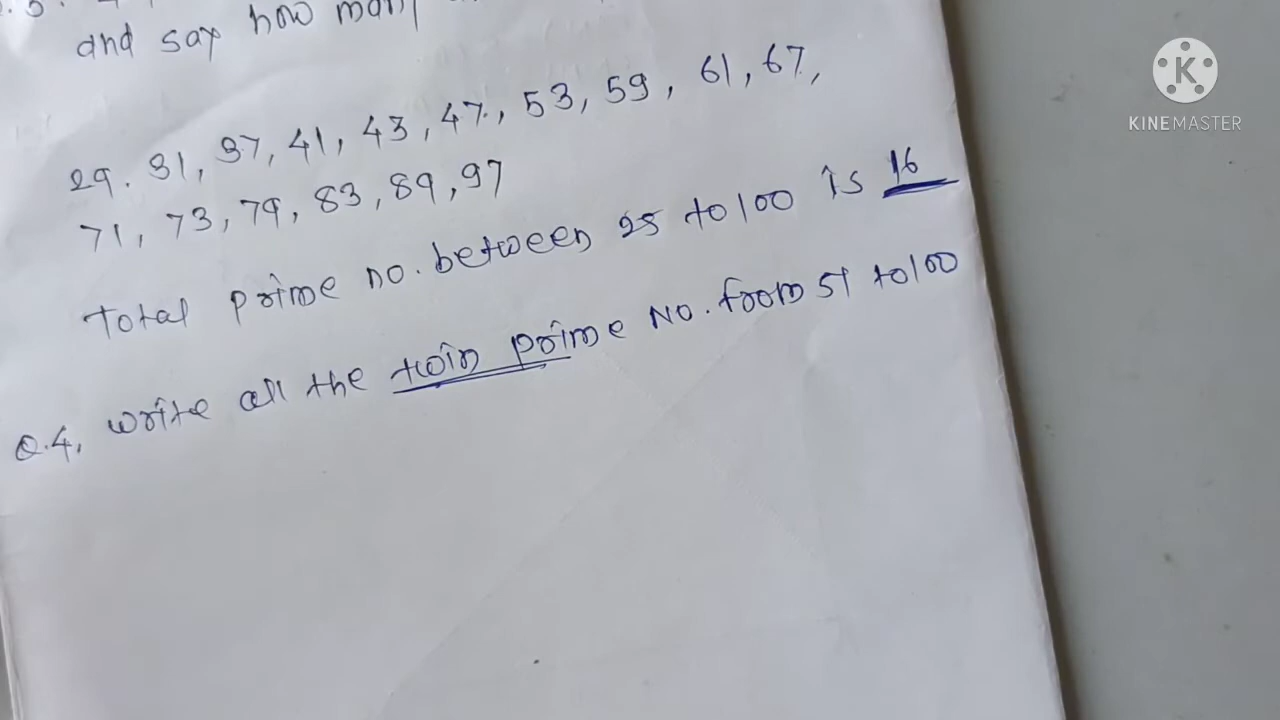 and say how many
29. 31, 37, 41, 43, 47, 53, 59, 61, 67,
71, 73, 79, 83, 89, 97
Total prime no. between 25 to 100 is 16
Q.4, write all the twin prime No. from 51 to 100
KINEMASTER